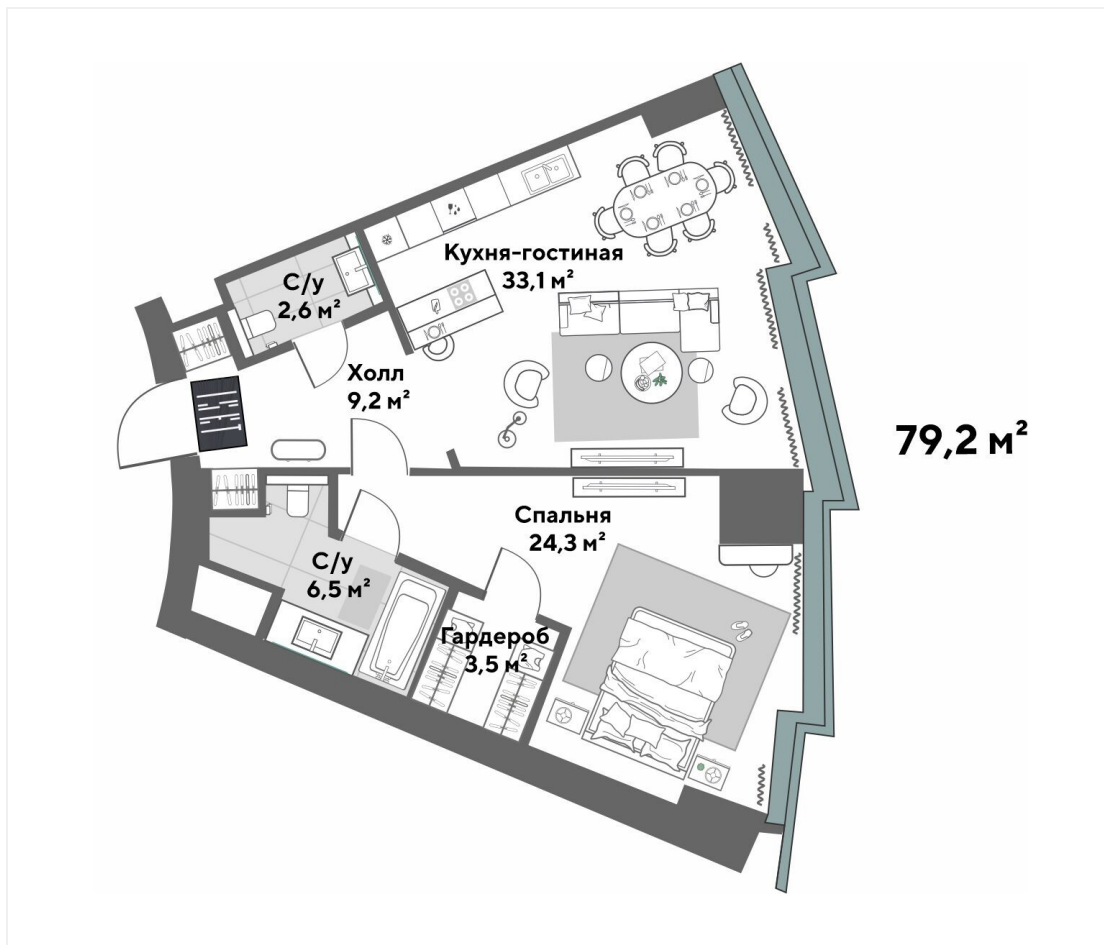 Кухня-гостиная
33,1 м²
С/у
2,6 м²
Холл
9,2 м²
79,2 м²
Спальня
24,3 м²
С/у
6,5 м²
Гардероб
3,5 м²